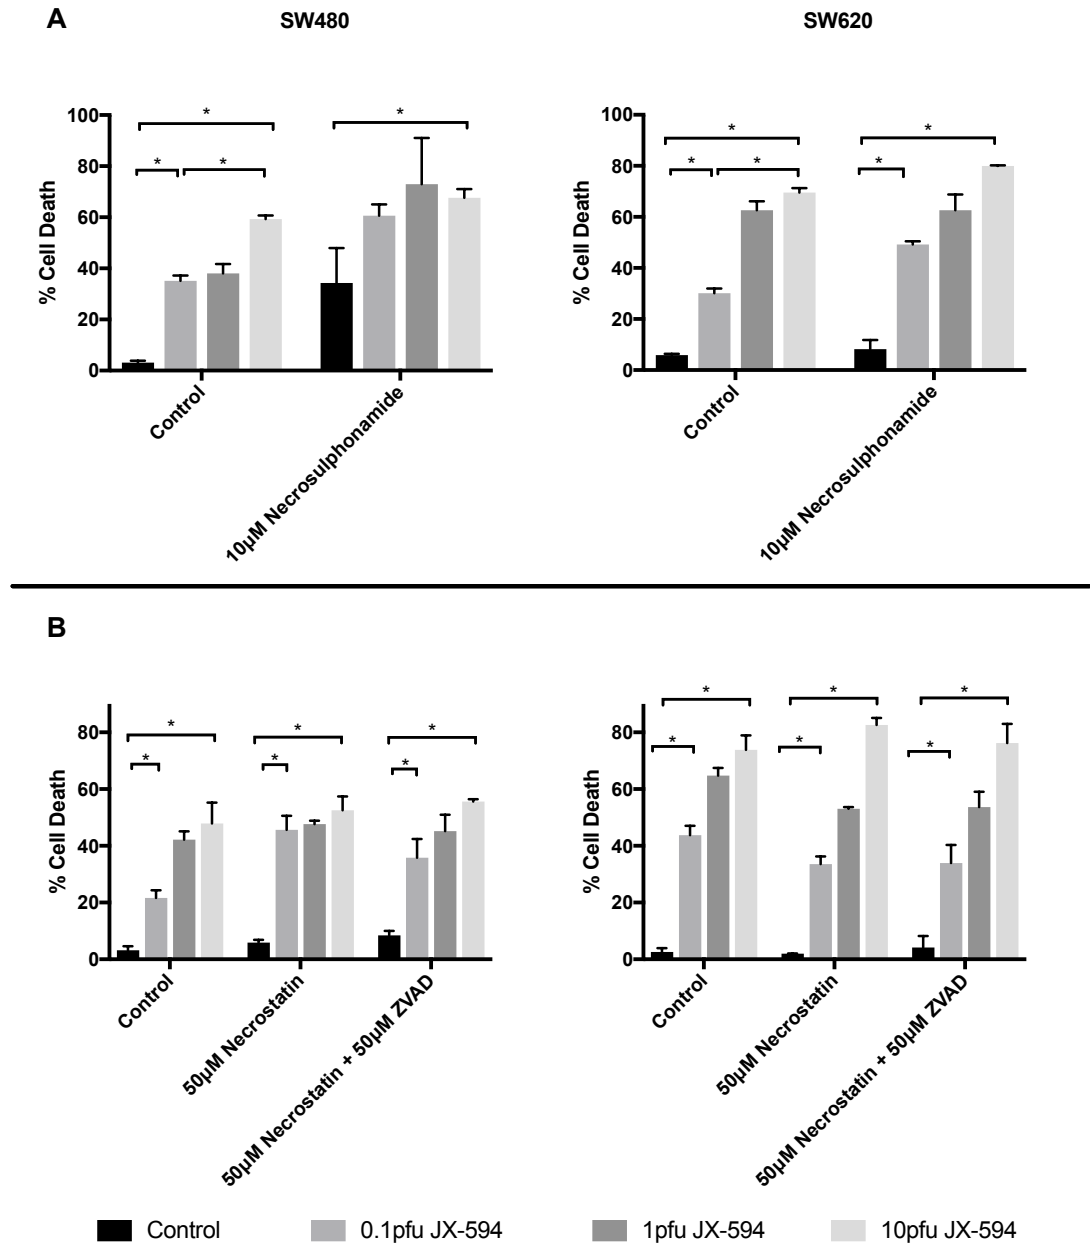 A
SW480
SW620
* *
* * * *
% Cell Death
100
80
60
40
20
0
Control
10µM Necrosulphonamide
* *
* *
*
% Cell Death
100
80
60
40
20
0
Control
10µM Necrosulphonamide
B
* * *
* * *
% Cell Death
80
60
40
20
0
Control
50µM Necrostatin
50µM Necrostatin + 50µM ZVAD
* * *
* * *
% Cell Death
80
60
40
20
0
Control
50µM Necrostatin
50µM Necrostatin + 50µM ZVAD
Control
0.1pfu JX-594
1pfu JX-594
10pfu JX-594